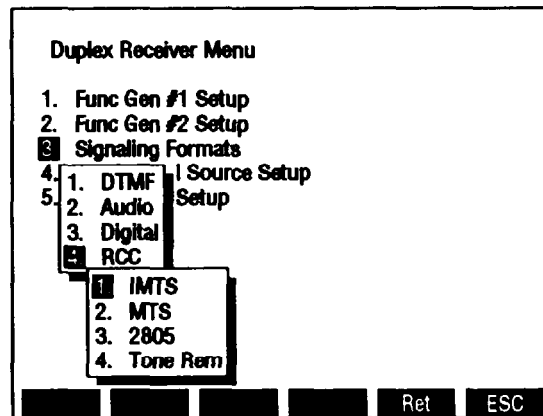 Duplex Receiver Menu
1. Func Gen #1 Setup
2. Func Gen #2 Setup
3 Signaling Formats
4. l Source Setup
5. Setup
1. DTMF
2. Audio
3. Digital
4 RCC
1 IMTS
2. MTS
3. 2805
4. Tone Rem
Ret ESC